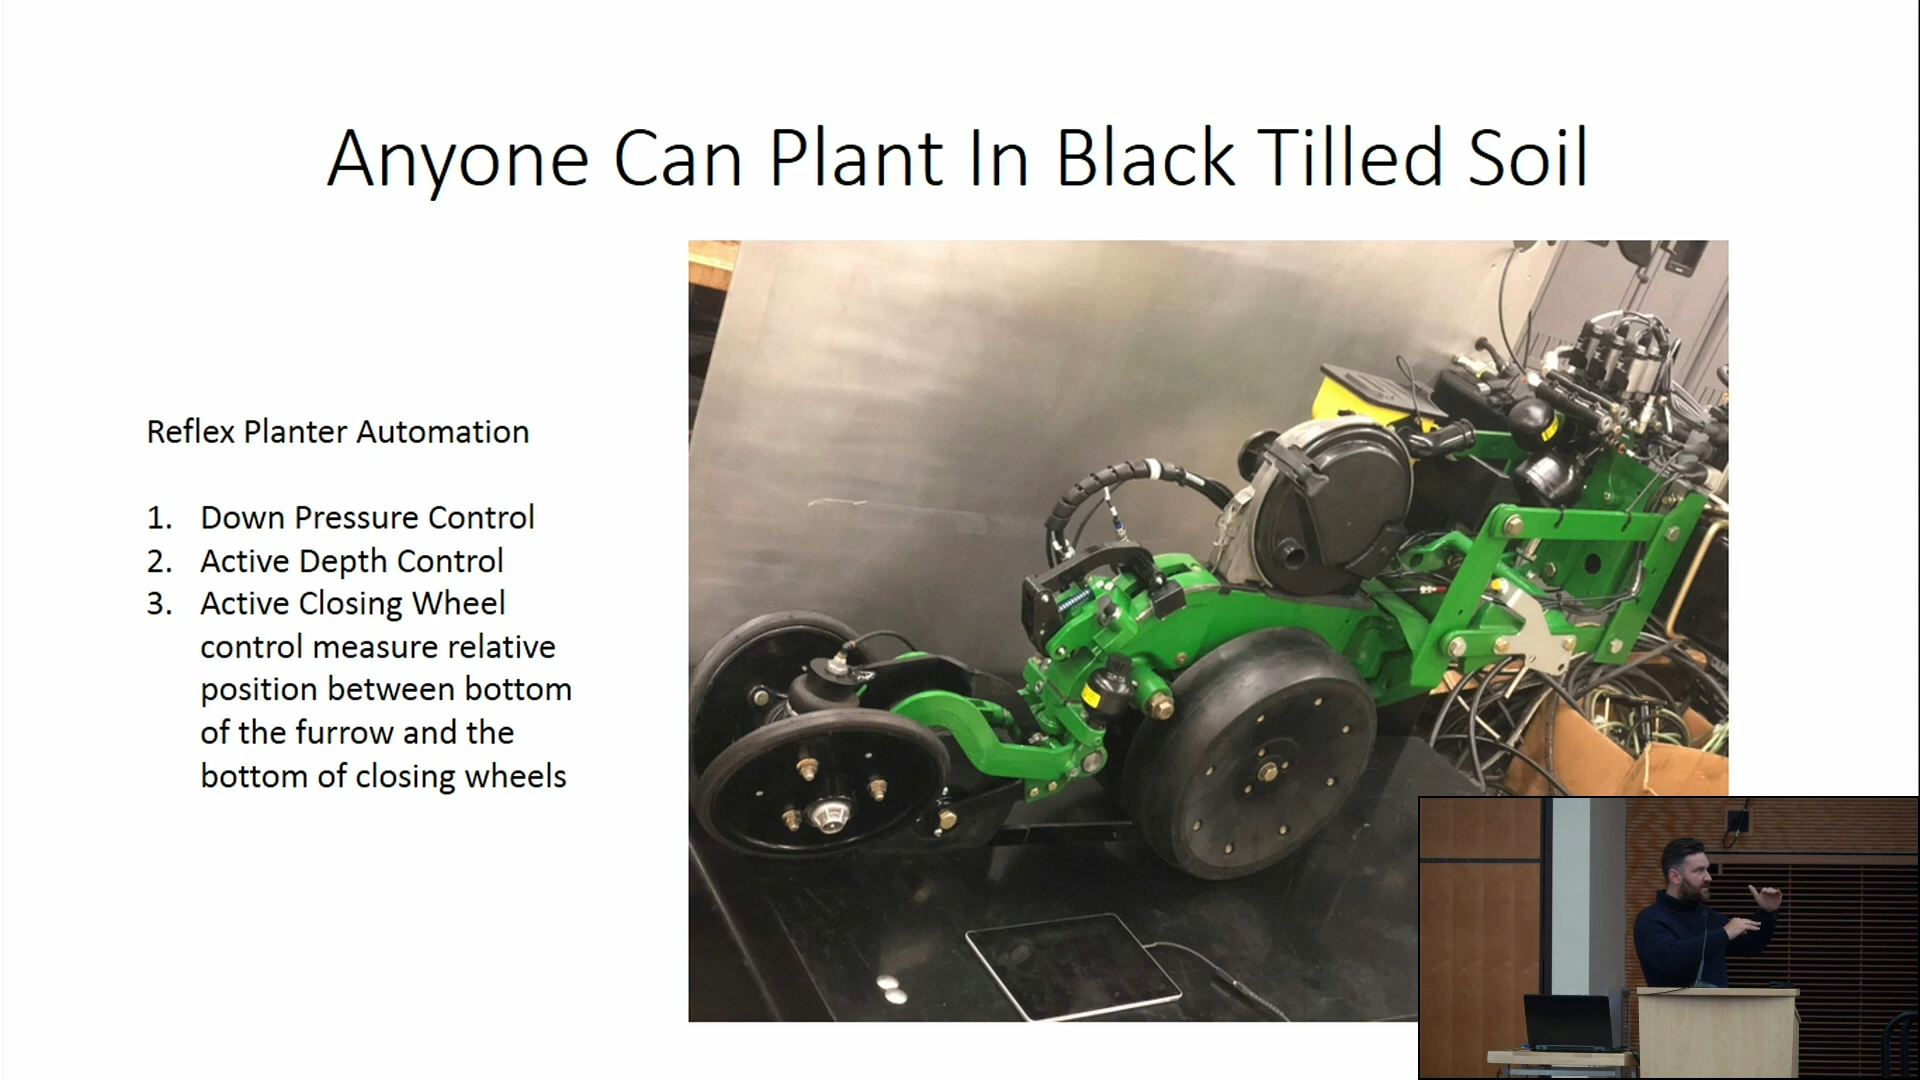 Anyone Can Plant In Black Tilled Soil
Reflex Planter Automation
1. Down Pressure Control
2. Active Depth Control
3. Active Closing Wheel
control measure relative
position between bottom
of the furrow and the
bottom of closing wheels